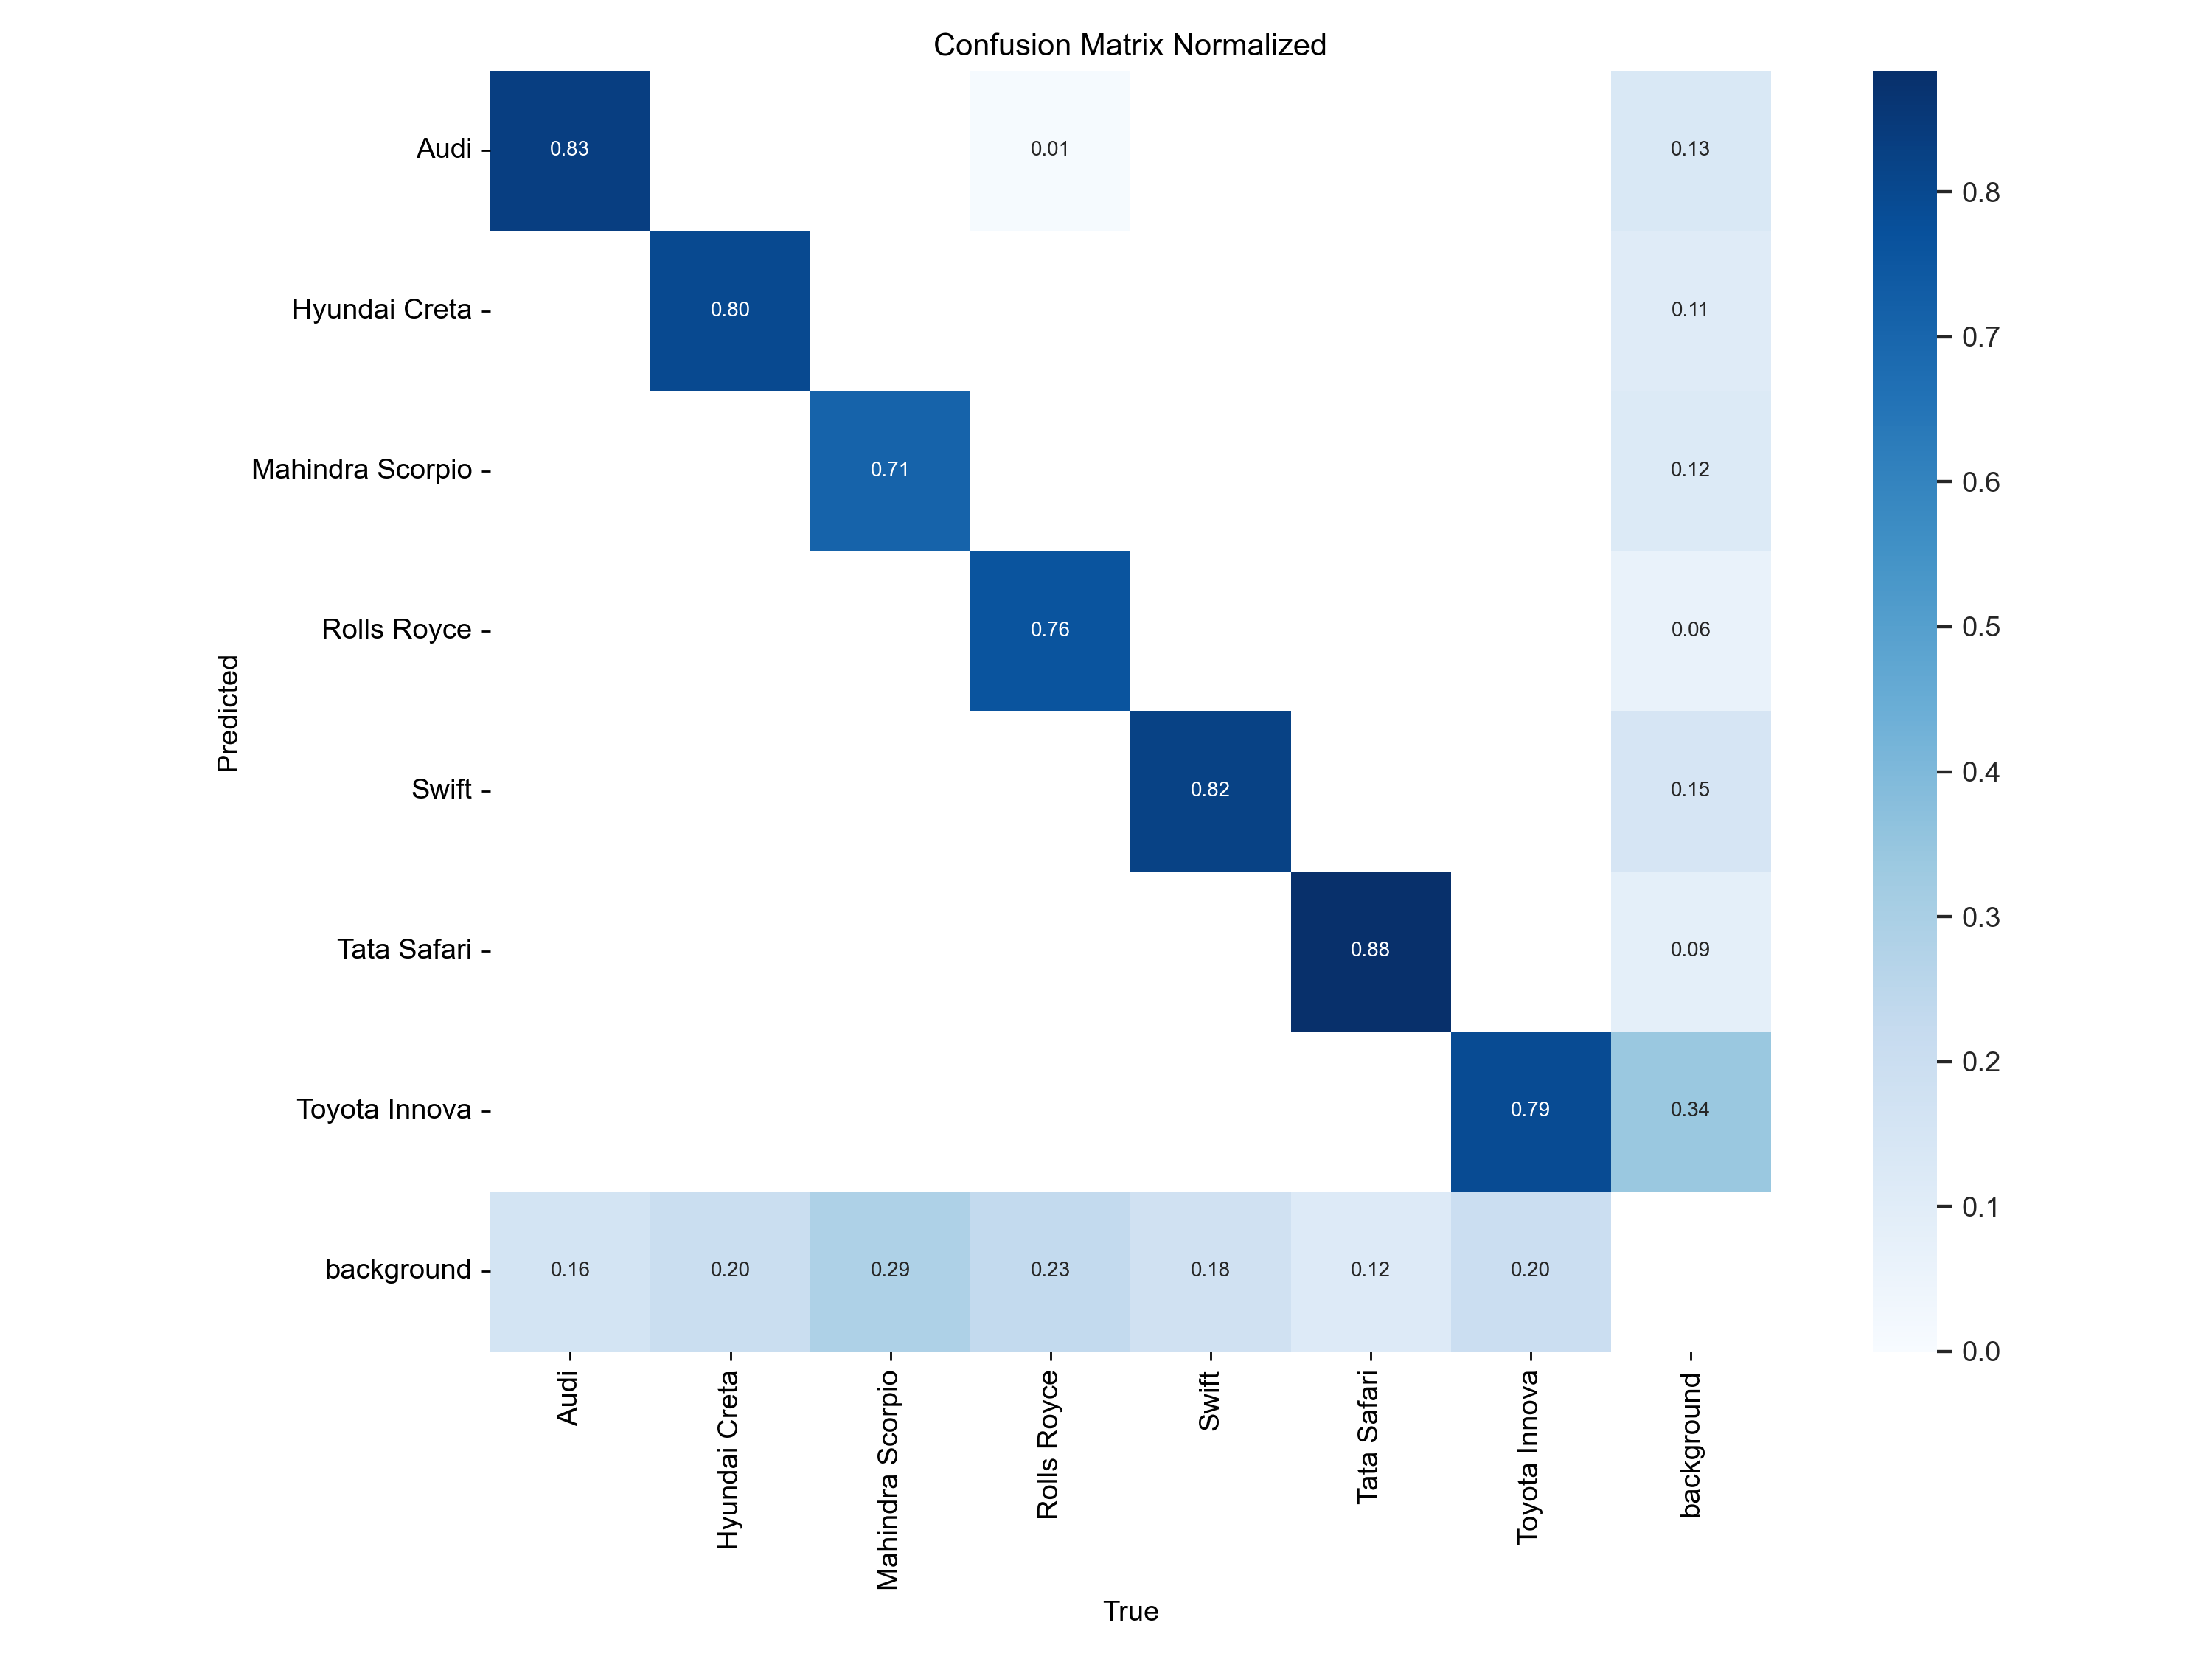 Confusion Matrix Normalized
Audi 0.83 0.01 0.13
Hyundai Creta 0.80 0.11
Mahindra Scorpio 0.71 0.12
Rolls Royce 0.76 0.06
Swift 0.82 0.15
Tata Safari 0.88 0.09
Toyota Innova 0.79 0.34
background 0.16 0.20 0.29 0.23 0.18 0.12 0.20
Predicted
Audi
Hyundai Creta
Mahindra Scorpio
Rolls Royce
Swift
Tata Safari
Toyota Innova
background
True
0.8
0.7
0.6
0.5
0.4
0.3
0.2
0.1
0.0